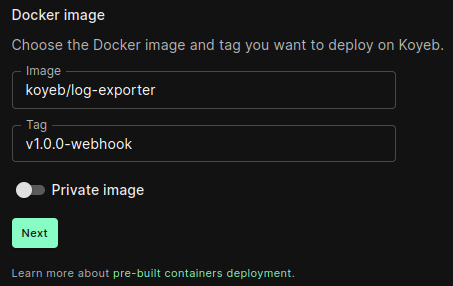 Docker image
Choose the Docker image and tag you want to deploy on Koyeb.
Image
koyeb/log-exporter
Tag
v1.0.0-webhook
Private image
Next
Learn more about pre-built containers deployment.